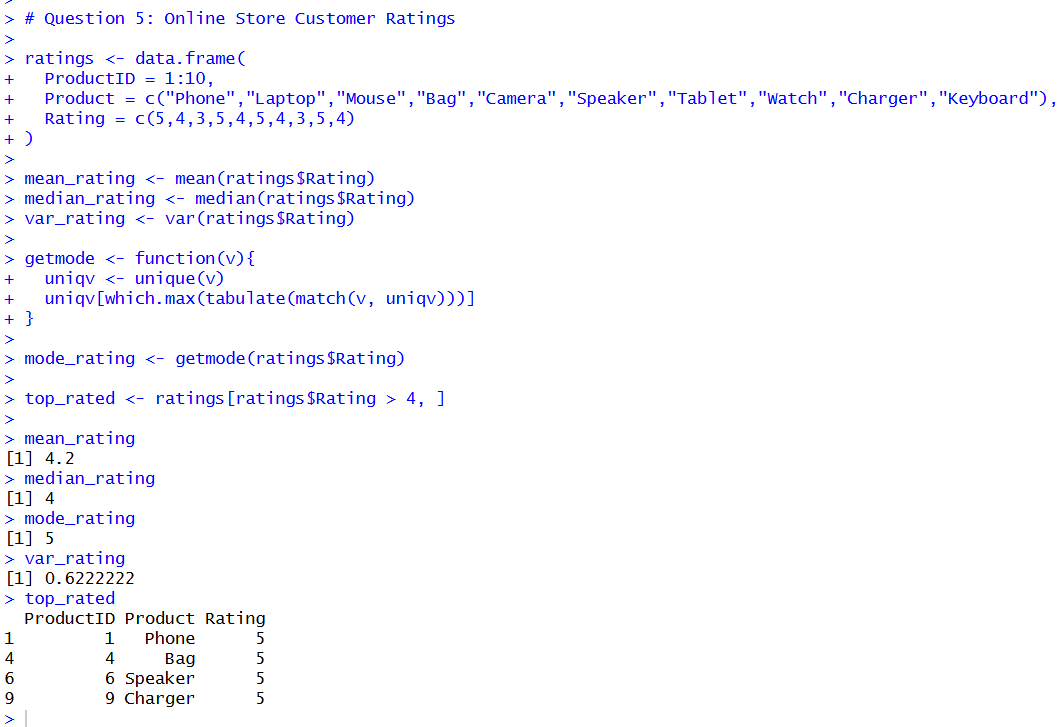 >
> # Question 5: Online Store Customer Ratings
>
> ratings <- data.frame(
+   ProductID = 1:10,
+   Product = c("Phone","Laptop","Mouse","Bag","Camera","Speaker","Tablet","Watch","Charger","Keyboard"),
+   Rating = c(5,4,3,5,4,5,4,3,5,4)
+ )
>
> mean_rating <- mean(ratings$Rating)
> median_rating <- median(ratings$Rating)
> var_rating <- var(ratings$Rating)
>
> getmode <- function(v){
+   uniqv <- unique(v)
+   uniqv[which.max(tabulate(match(v, uniqv)))]
+ }
>
> mode_rating <- getmode(ratings$Rating)
>
> top_rated <- ratings[ratings$Rating > 4, ]
>
> mean_rating
[1] 4.2
> median_rating
[1] 4
> mode_rating
[1] 5
> var_rating
[1] 0.6222222
> top_rated
  ProductID Product Rating
1         1   Phone      5
4         4     Bag      5
6         6 Speaker      5
9         9 Charger      5
>